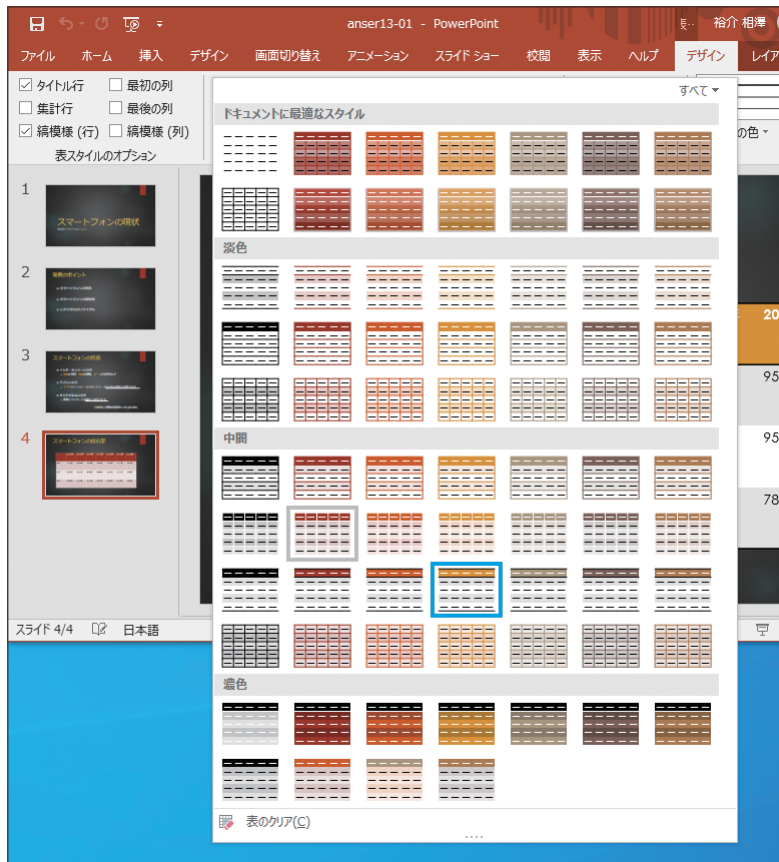 anser13-01 - PowerPoint
裕介 相澤
ファイル ホーム 挿入 デザイン 画面切り替え アニメーション スライド ショー 校閲 表示 ヘルプ デザイン レイア
タイトル行 最初の列
集計行 最後の列
縞模様 (行) 縞模様 (列)
表スタイルのオプション
すべて
ドキュメントに最適なスタイル
の色
淡色
中間
濃色
表のクリア(C)
1
スマートフォンの現状
2
3
4
20
95
95
78
スライド 4/4 日本語